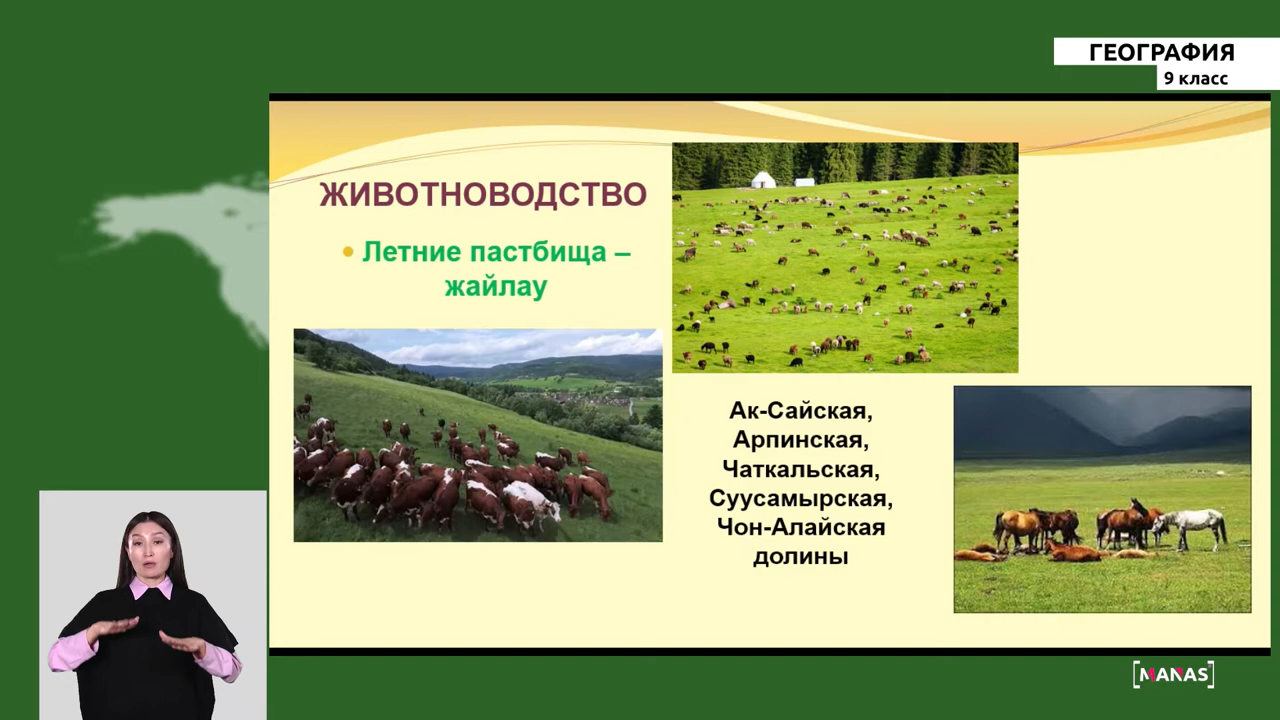 ГЕОГРАФИЯ
9 класс
ЖИВОТНОВОДСТВО
• Летние пастбища –
жайлау
Ак-Сайская,
Арпинская,
Чаткальская,
Суусамырская,
Чон-Алайская
долины
[MANAS]